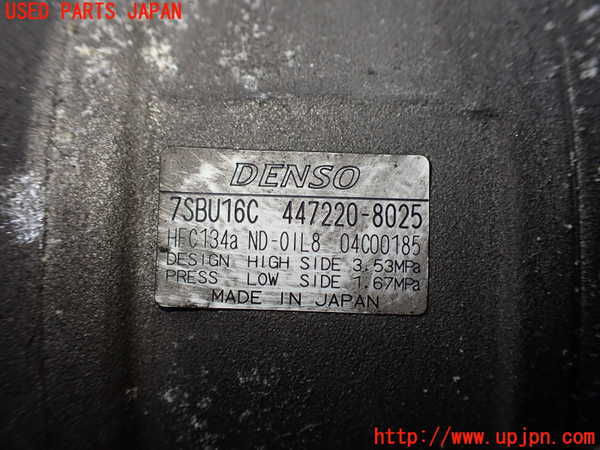 USED PARTS JAPAN
DENSO
7SBU16C 447220-8025
HFC134a ND-OIL8 04C00185
DESIGN HIGH SIDE 3.53MPa
PRESS LOW SIDE 1.67MPa
MADE IN JAPAN
http://www.upjpn.com/